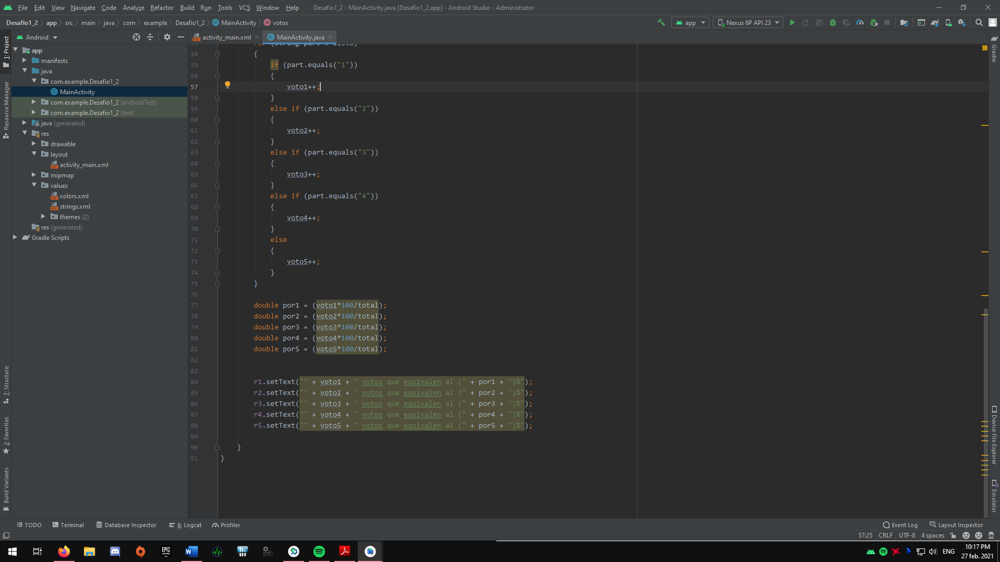 File Edit View Navigate Code Analyze Refactor Build Run Tools VCS Window Help Desafio1_2 - MainActivity.java [Desafio1_2.app] - Android Studio - Administrator
Desafio1_2 app src main java com example Desafio1_2 MainActivity votos app Nexus 6P API 23
Android activity_main.xml MainActivity.java
1: Project
Resource Manager
7: Structure
2: Favorites
Build Variants
app
manifests
java
com.example.Desafio1_2
MainActivity
com.example.Desafio1_2 (androidTest)
com.example.Desafio1_2 (test)
java (generated)
res
drawable
layout
activity_main.xml
mipmap
values
colors.xml
strings.xml
themes (2)
res (generated)
Gradle Scripts
54 {
55 if (part.equals("1"))
56 {
57 voto1++;
58 }
59 else if (part.equals("2"))
60 {
61 voto2++;
62 }
63 else if (part.equals("3"))
64 {
65 voto3++;
66 }
67 else if (part.equals("4"))
68 {
69 voto4++;
70 }
71 else
72 {
73 voto5++;
74 }
75 }
76
77 double por1 = (voto1*100/total);
78 double por2 = (voto2*100/total);
79 double por3 = (voto3*100/total);
80 double por4 = (voto4*100/total);
81 double por5 = (voto5*100/total);
82
83
84 r1.setText("" + voto1 + " votos que equivalen al (" + por1 + ")%");
85 r2.setText("" + voto2 + " votos que equivalen al (" + por2 + ")%");
86 r3.setText("" + voto3 + " votos que equivalen al (" + por3 + ")%");
87 r4.setText("" + voto4 + " votos que equivalen al (" + por4 + ")%");
88 r5.setText("" + voto5 + " votos que equivalen al (" + por5 + ")%");
89
90 }
91 }
Gradle
Device File Explorer
Emulator
TODO Terminal Database Inspector 6: Logcat Profiler Event Log Layout Inspector
57:25 CRLF UTF-8 4 spaces
EPIC GAMES
ENG 10:17 PM
27 feb. 2021